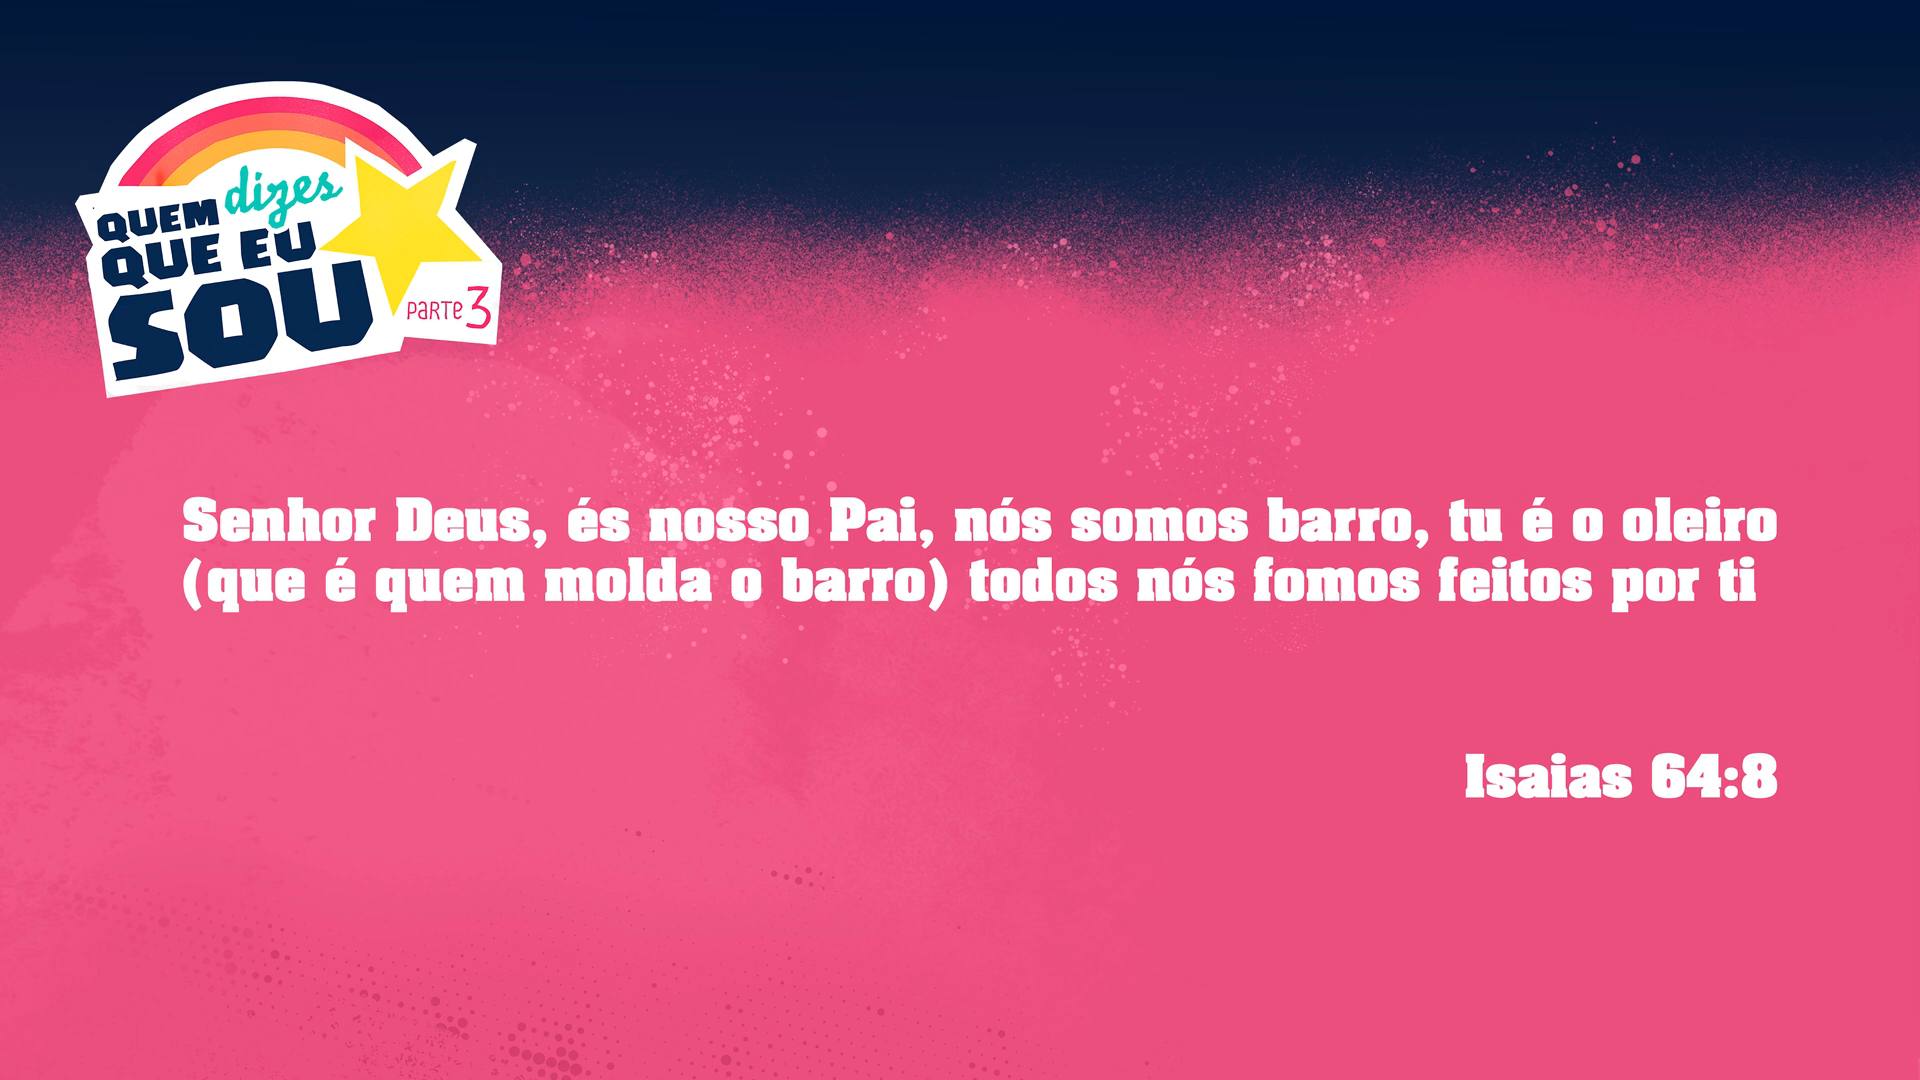 QUEM dizes
QUE EU
SOU
PARTE 3
Senhor Deus, és nosso Pai, nós somos barro, tu é o oleiro
(que é quem molda o barro) todos nós fomos feitos por ti
Isaias 64:8